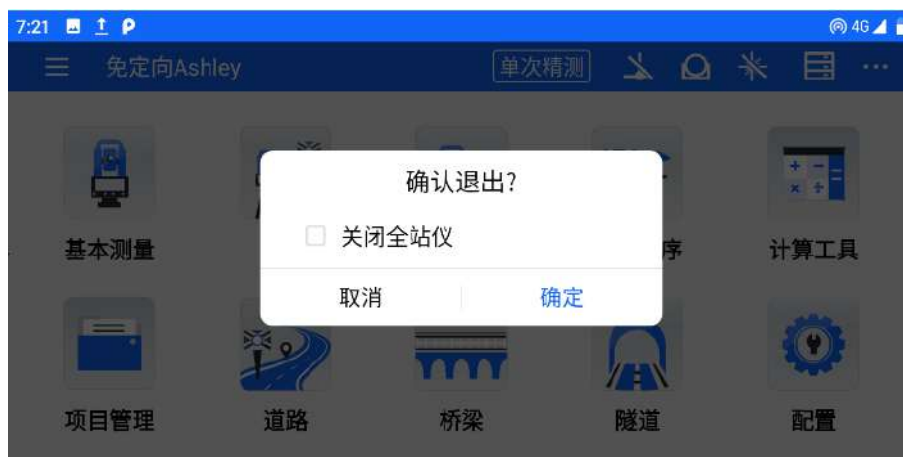 7:21
4G
免定向Ashley
单次精测
确认退出?
关闭全站仪
取消
确定
基本测量
序
计算工具
项目管理
道路
桥梁
隧道
配置